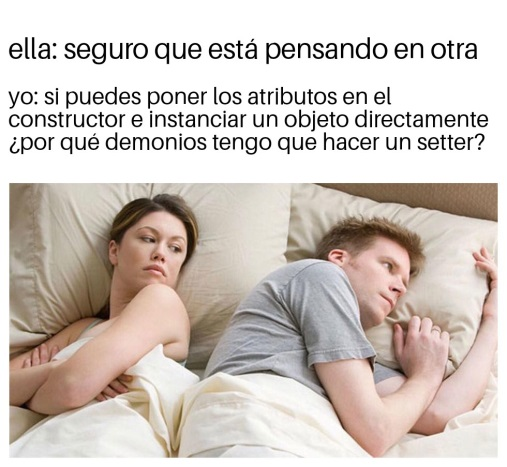 ella: seguro que está pensando en otra
yo: si puedes poner los atributos en el
constructor e instanciar un objeto directamente
¿por qué demonios tengo que hacer un setter?